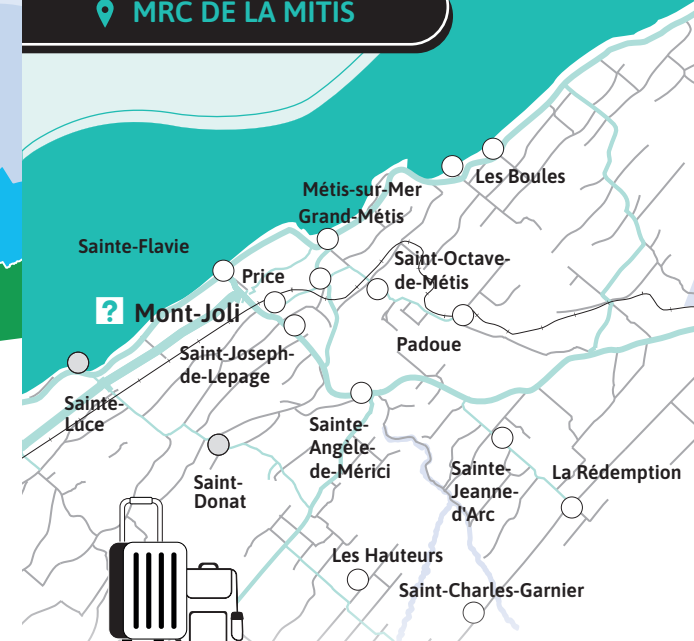 MRC DE LA MITIS
Les Boules
Métis-sur-Mer
Grand-Métis
Sainte-Flavie
Saint-Octave-
de-Métis
Price
? Mont-Joli
Padoue
Saint-Joseph-
de-Lepage
Sainte-
Luce
Sainte-
Angèle-
de-Mérici
Sainte-
Jeanne-
d'Arc
La Rédemption
Saint-
Donat
Les Hauteurs
Saint-Charles-Garnier